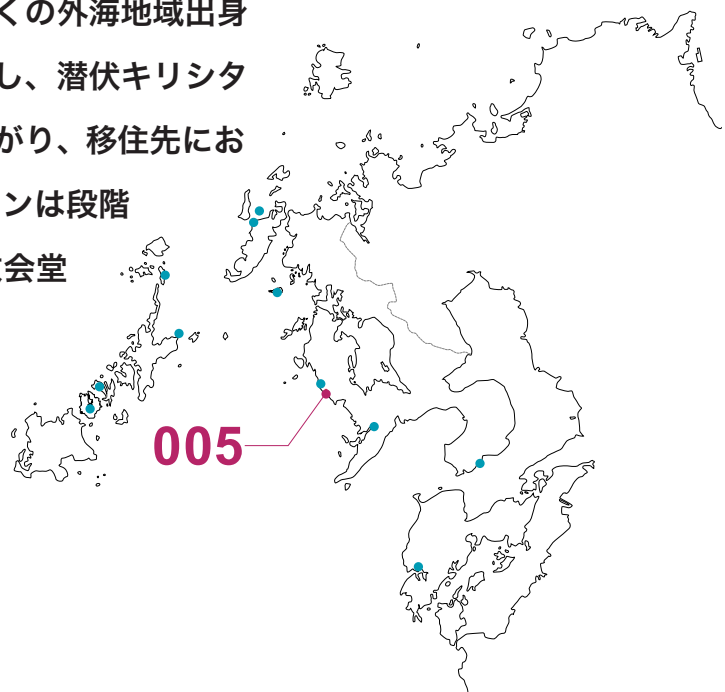 くの外海地域出身
し、潜伏キリシタ
がり、移住先にお
ンは段階
会堂
005